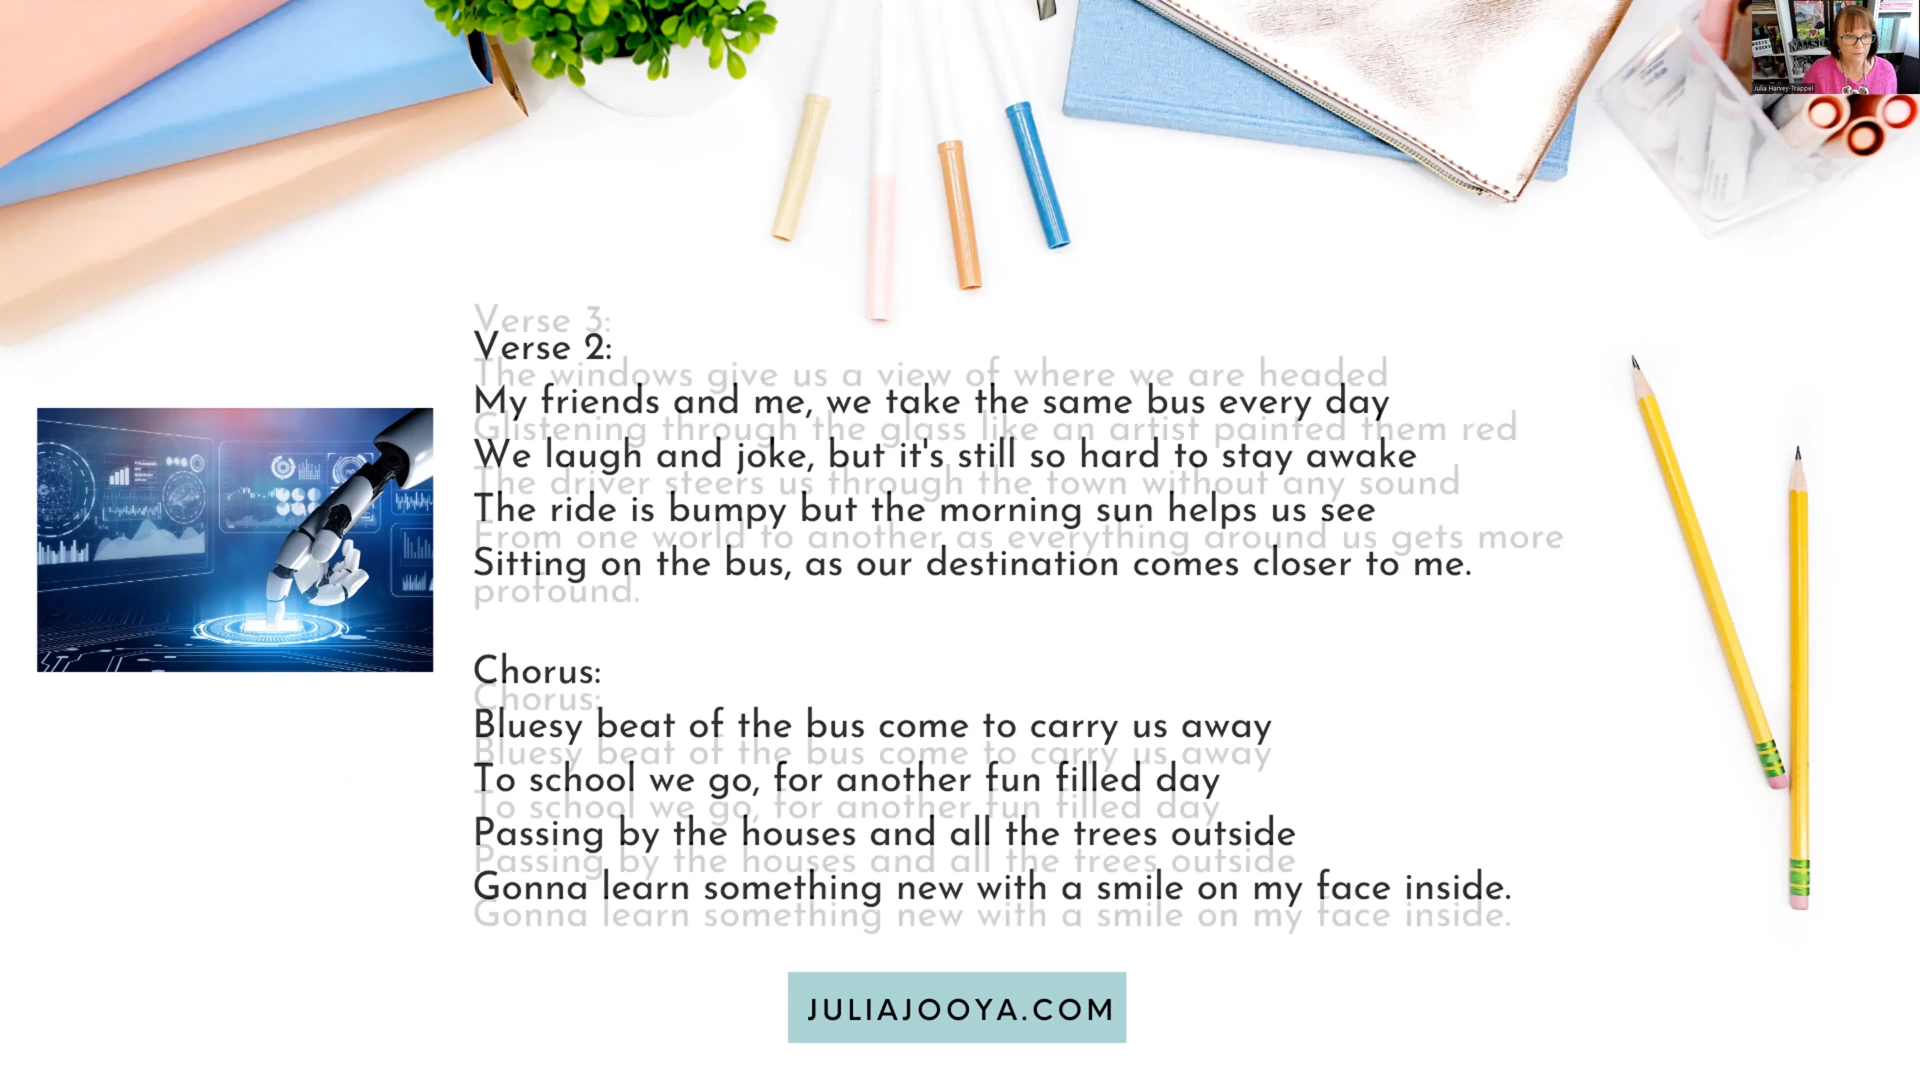 Julia Harvey-Trappel
Verse 3:
Verse 2:
The windows give us a view of where we are headed
My friends and me, we take the same bus every day
Glistening through the glass like an artist painted them red
We laugh and joke, but it's still so hard to stay awake
The driver steers us through the town without any sound
The ride is bumpy but the morning sun helps us see
From one world to another, as everything around us gets more
Sitting on the bus, as our destination comes closer to me.
profound.
Chorus:
Chorus:
Bluesy beat of the bus come to carry us away
Bluesy beat of the bus come to carry us away
To school we go, for another fun filled day
To school we go, for another fun filled day
Passing by the houses and all the trees outside
Passing by the houses and all the trees outside
Gonna learn something new with a smile on my face inside.
Gonna learn something new with a smile on my face inside.
JULIAJOOYA.COM